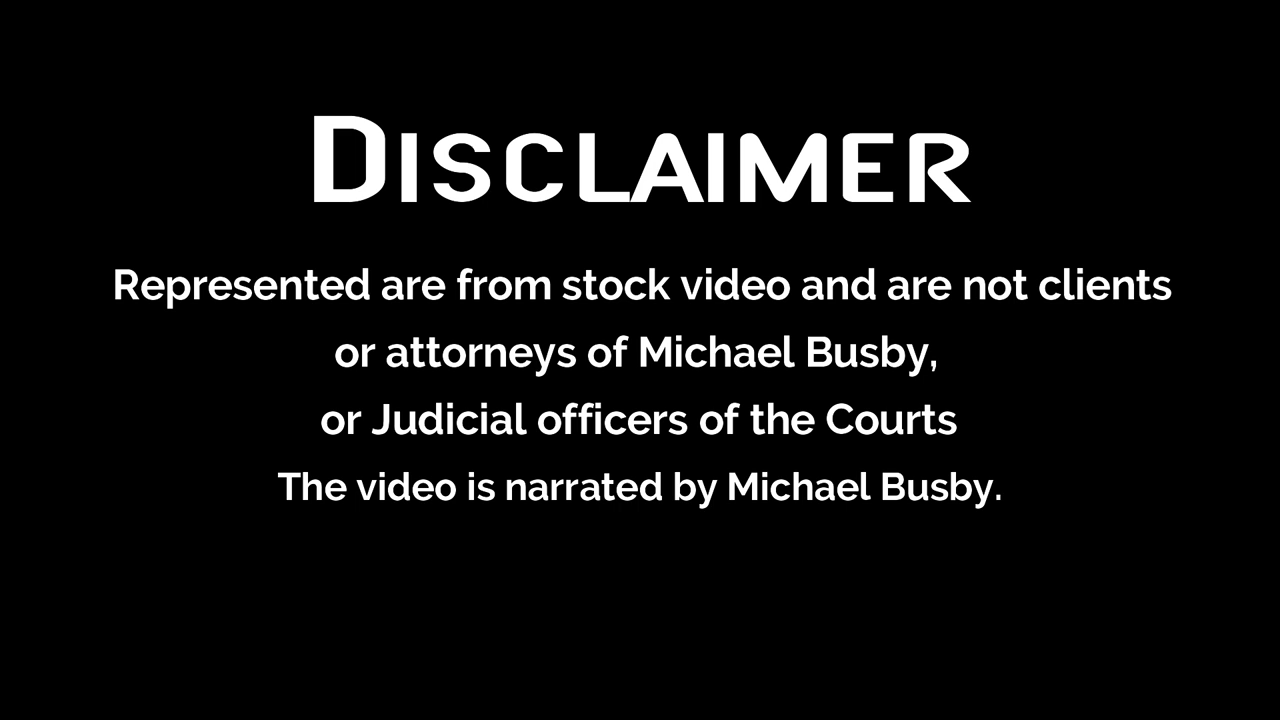 DISCLAIMER
Represented are from stock video and are not clients
or attorneys of Michael Busby,
or Judicial officers of the Courts
The video is narrated by Michael Busby.